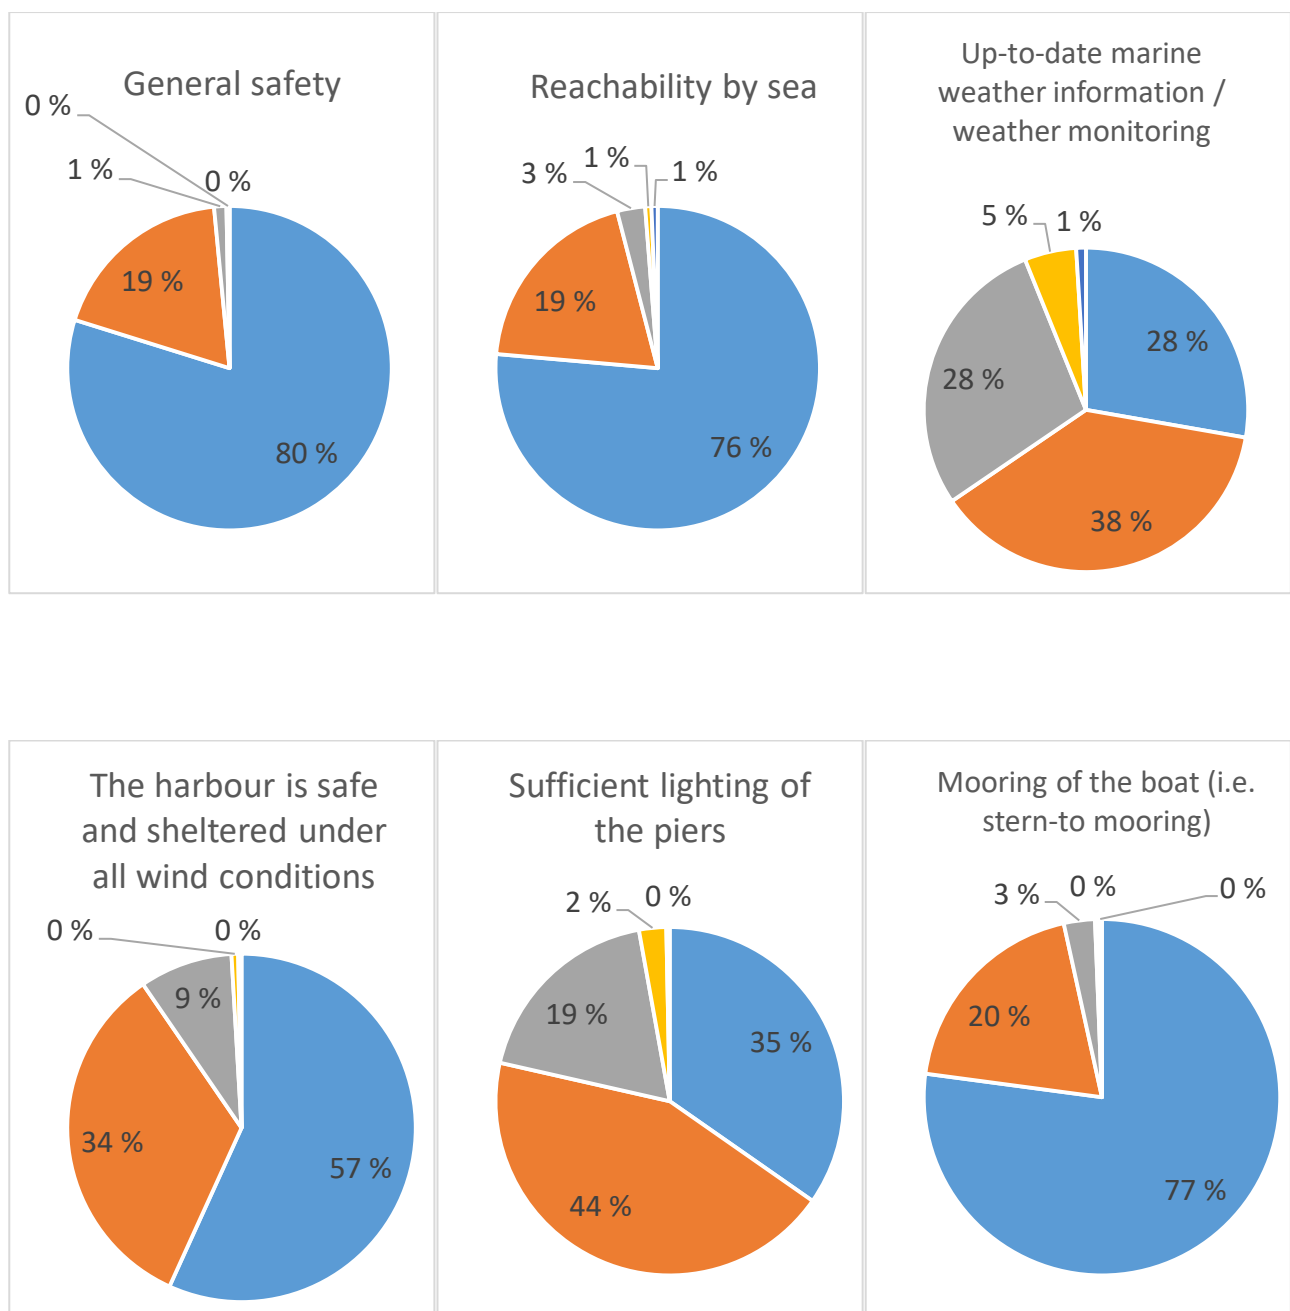 General safety
0 %
1 %
0 %
19 %
80 %
Reachability by sea
3 %
1 %
1 %
19 %
76 %
Up-to-date marine
weather information /
weather monitoring
5 %
1 %
28 %
28 %
38 %
The harbour is safe
and sheltered under
all wind conditions
0 %
0 %
9 %
34 %
57 %
Sufficient lighting of
the piers
2 %
0 %
19 %
35 %
44 %
Mooring of the boat (i.e.
stern-to mooring)
3 %
0 %
0 %
20 %
77 %